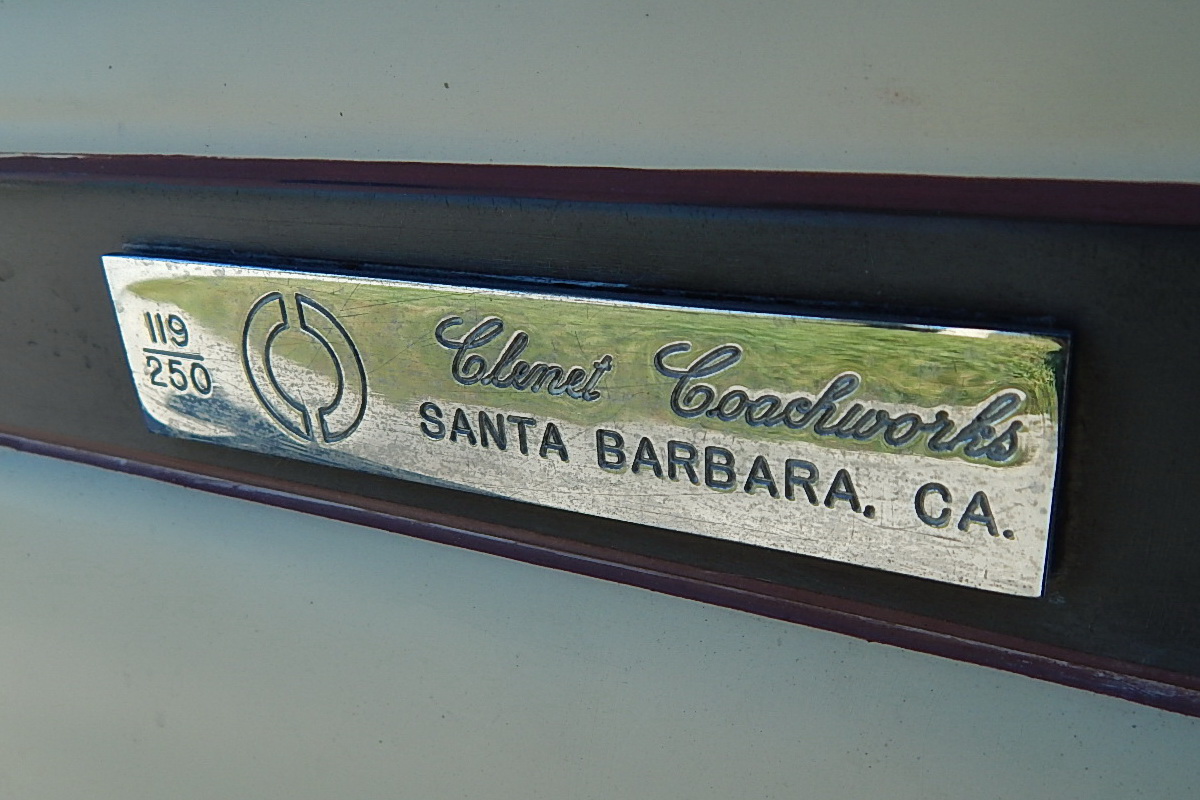 119
250
Clenet Coachworks
SANTA BARBARA, CA.